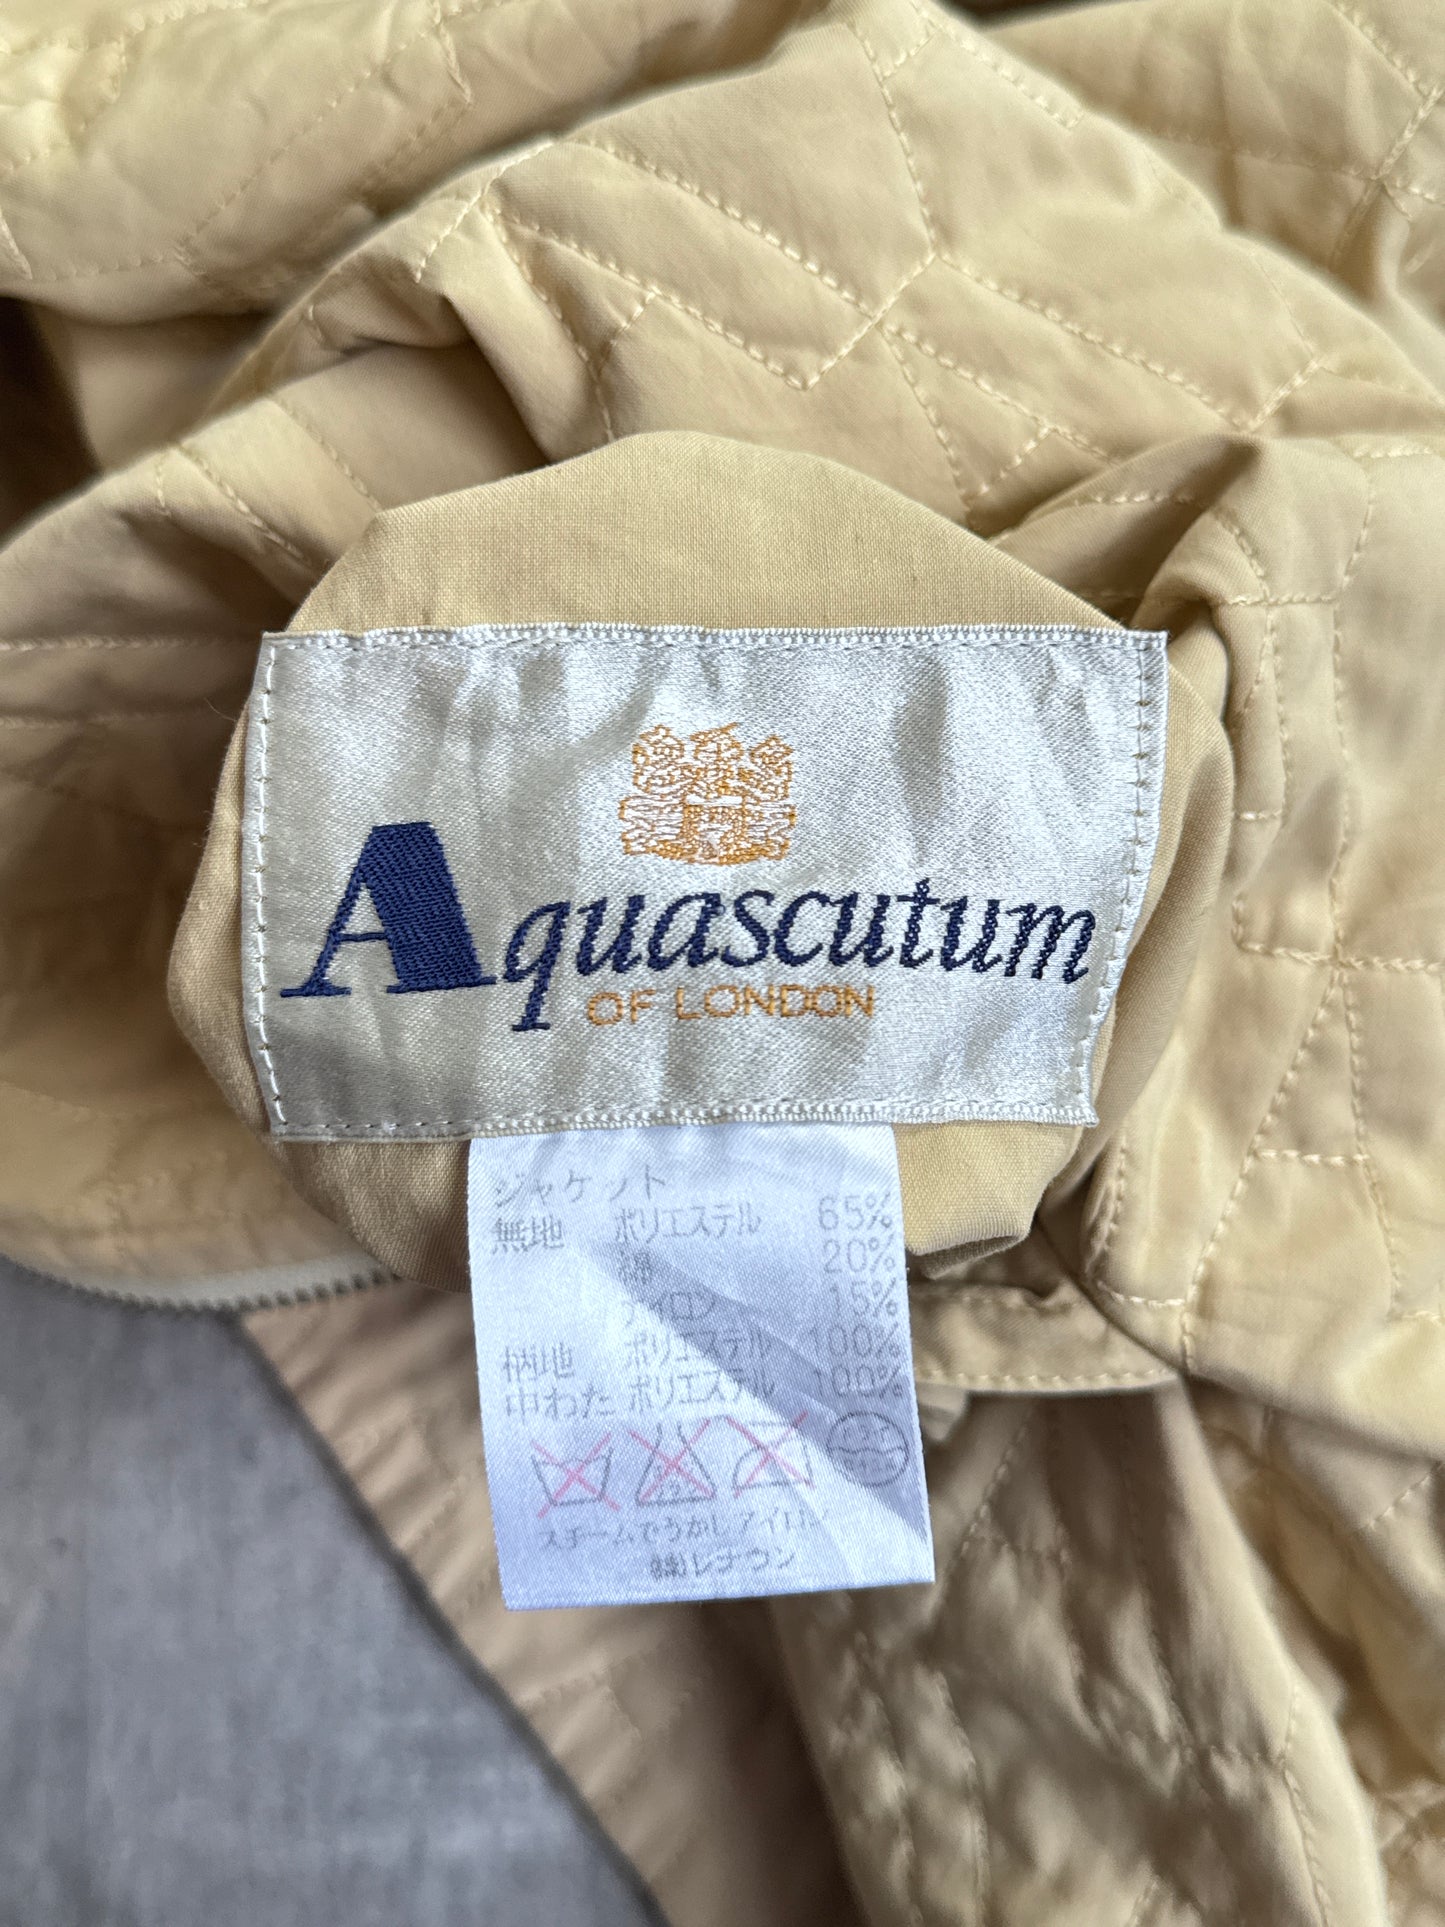 Aquascutum
OF LONDON
ジャケット
無地 ポリエステル 65%
綿 20%
ナイロン 15%
柄地 ポリエステル 100%
中わた ポリエステル 100%
スチームでうかしアイロン
(株)レナウン